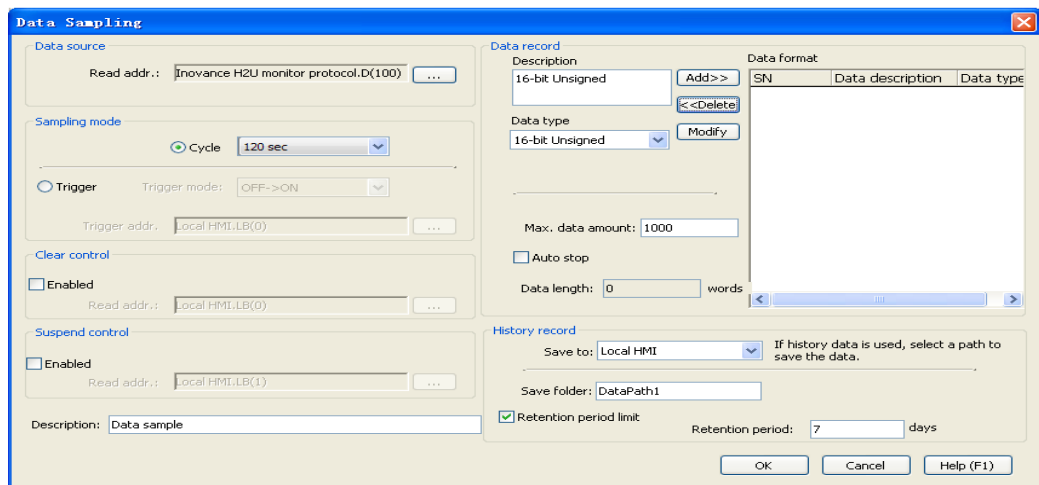 Data Sampling
Data source
Read addr.: Inovance H2U monitor protocol.D(100) ...
Sampling mode
Cycle 120 sec
Trigger Trigger mode: OFF->ON
Trigger addr. Local HMI.LB(0) ...
Clear control
Enabled
Read addr.: Local HMI.LB(0) ...
Suspend control
Enabled
Read addr.: Local HMI.LB(1) ...
Description: Data sample
Data record
Description
16-bit Unsigned
Add>>
<<Delete
Modify
Data type
16-bit Unsigned
Max. data amount: 1000
Auto stop
Data length: 0 words
Data format
SN Data description Data type
History record
Save to: Local HMI
If history data is used, select a path to
save the data.
Save folder: DataPath1
Retention period limit
Retention period: 7 days
OK Cancel Help (F1)